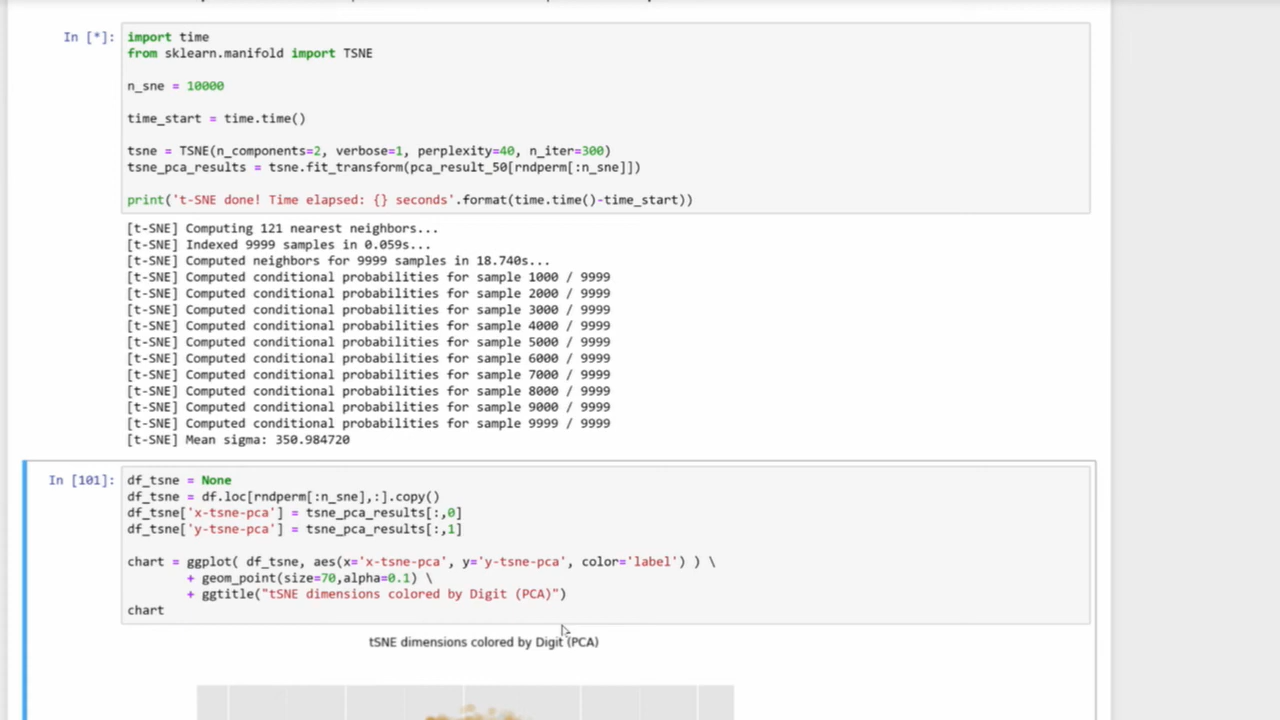 In [*]:
import time
from sklearn.manifold import TSNE
n_sne = 10000
time_start = time.time()
tsne = TSNE(n_components=2, verbose=1, perplexity=40, n_iter=300)
tsne_pca_results = tsne.fit_transform(pca_result_50[rndperm[:n_sne]])
print('t-SNE done! Time elapsed: {} seconds'.format(time.time()-time_start))
[t-SNE] Computing 121 nearest neighbors...
[t-SNE] Indexed 9999 samples in 0.059s...
[t-SNE] Computed neighbors for 9999 samples in 18.740s...
[t-SNE] Computed conditional probabilities for sample 1000 / 9999
[t-SNE] Computed conditional probabilities for sample 2000 / 9999
[t-SNE] Computed conditional probabilities for sample 3000 / 9999
[t-SNE] Computed conditional probabilities for sample 4000 / 9999
[t-SNE] Computed conditional probabilities for sample 5000 / 9999
[t-SNE] Computed conditional probabilities for sample 6000 / 9999
[t-SNE] Computed conditional probabilities for sample 7000 / 9999
[t-SNE] Computed conditional probabilities for sample 8000 / 9999
[t-SNE] Computed conditional probabilities for sample 9000 / 9999
[t-SNE] Computed conditional probabilities for sample 9999 / 9999
[t-SNE] Mean sigma: 350.984720
In [101]:
df_tsne = None
df_tsne = df.loc[rndperm[:n_sne],:].copy()
df_tsne['x-tsne-pca'] = tsne_pca_results[:,0]
df_tsne['y-tsne-pca'] = tsne_pca_results[:,1]
chart = ggplot( df_tsne, aes(x='x-tsne-pca', y='y-tsne-pca', color='label') ) \
+ geom_point(size=70,alpha=0.1) \
+ ggtitle("tSNE dimensions colored by Digit (PCA)")
chart
tSNE dimensions colored by Digit (PCA)